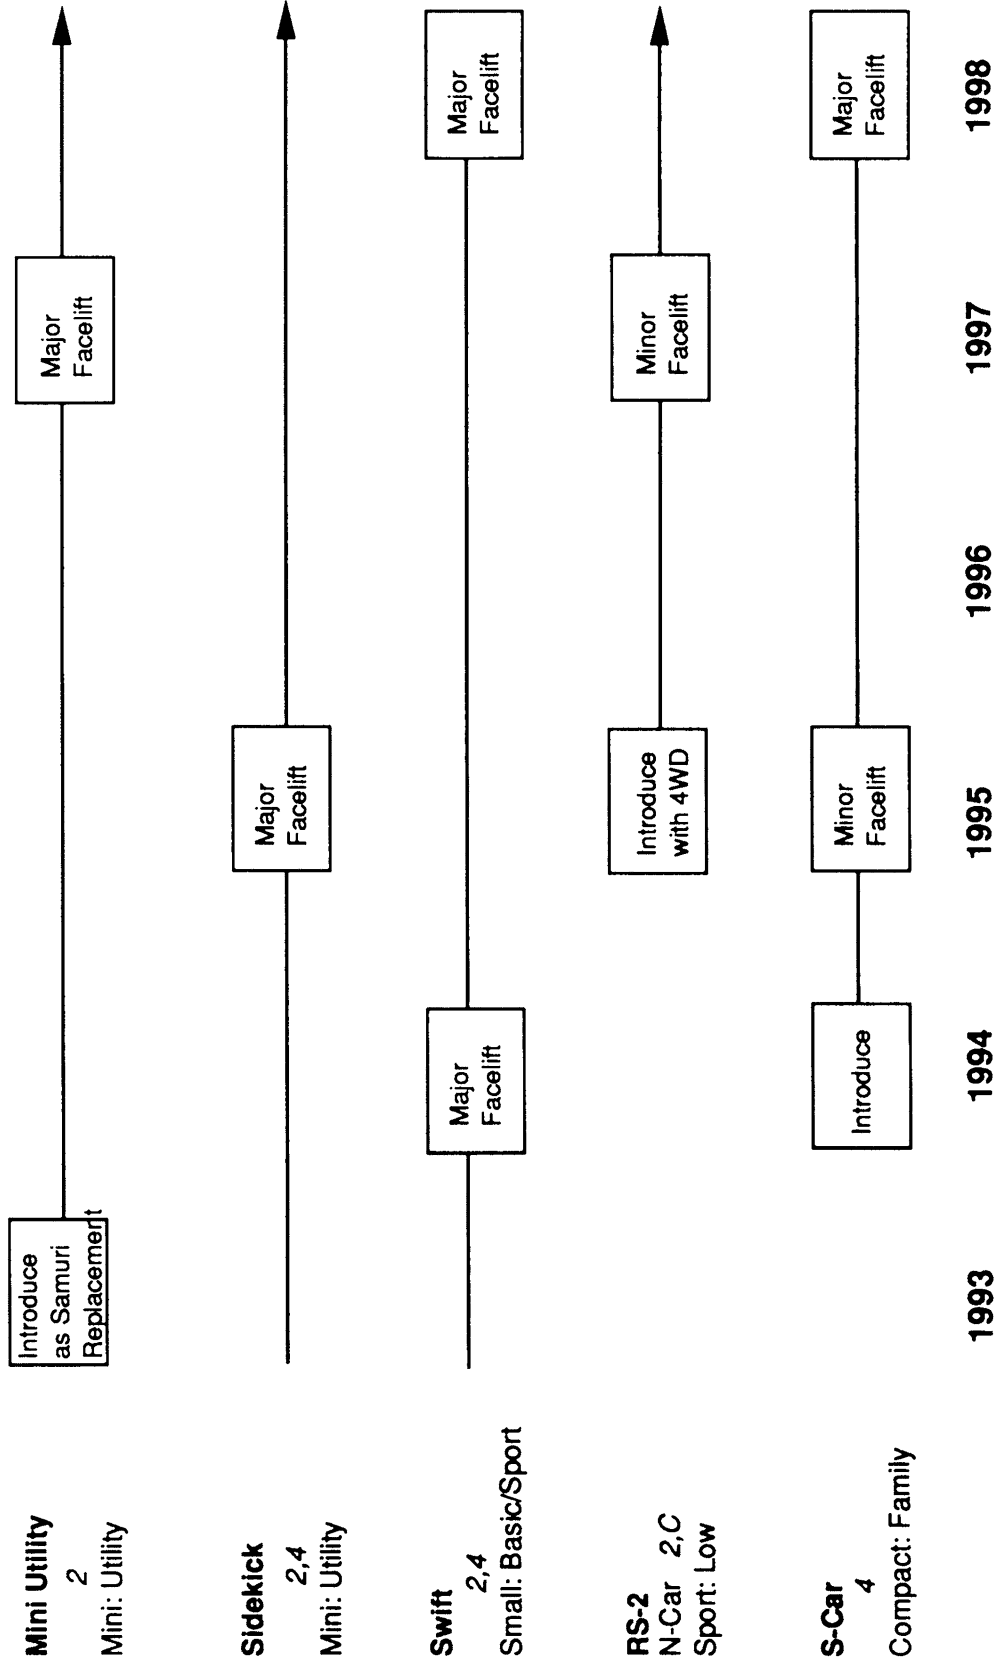 Mini Utility
2
Mini: Utility
Introduce
as Samuri
Replacement
Major
Facelift
Sidekick
2,4
Mini: Utility
Major
Facelift
Swift
2,4
Small: Basic/Sport
Major
Facelift
Major
Facelift
RS-2
N-Car 2,C
Sport: Low
Introduce
with 4WD
Minor
Facelift
S-Car
4
Compact: Family
Introduce
Minor
Facelift
Major
Facelift
1993 1994 1995 1996 1997 1998